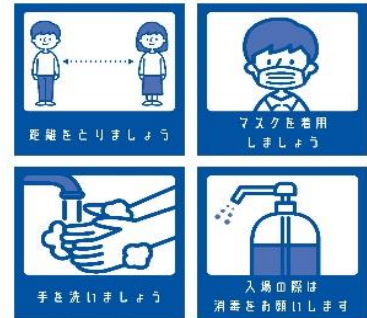 距離をとりましょう
マスクを着用
しましょう
手を洗いましょう
入場の際は
消毒をお願いします